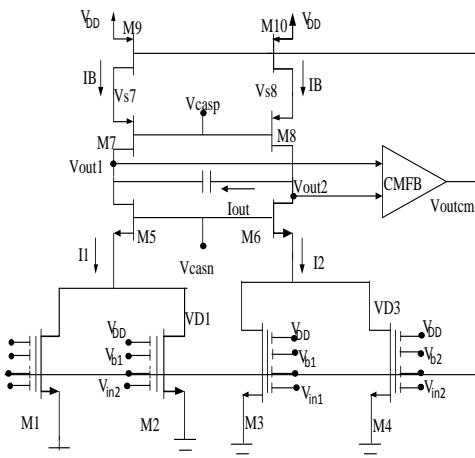 M9 M10
VDD VDD
IB Vs7 Vs8 IB
Vcasp
M7 M8
Vout1 Vout2 CMFB
Voutcm
Iout
M5 M6
I1 Vcasn I2
VD1 VD3
VDD VDD VDD
Vb1 Vb1 Vb2
Vin2 Vin1 Vin2
M1 M2 M3 M4